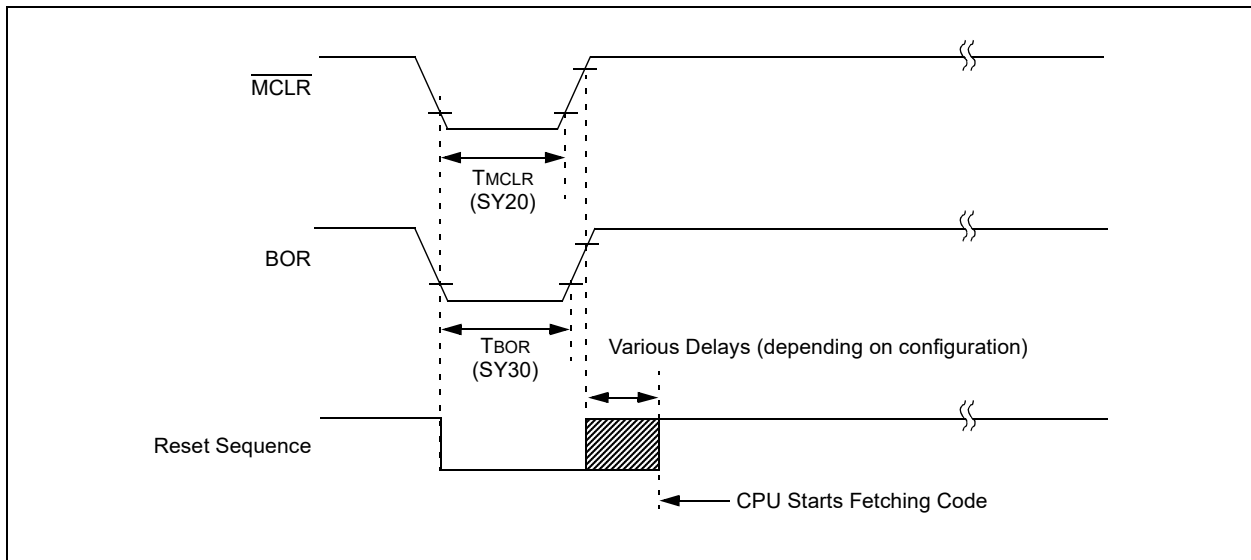 MCLR
TMCLR
(SY20)
BOR
TBOR
(SY30)
Various Delays (depending on configuration)
Reset Sequence
CPU Starts Fetching Code